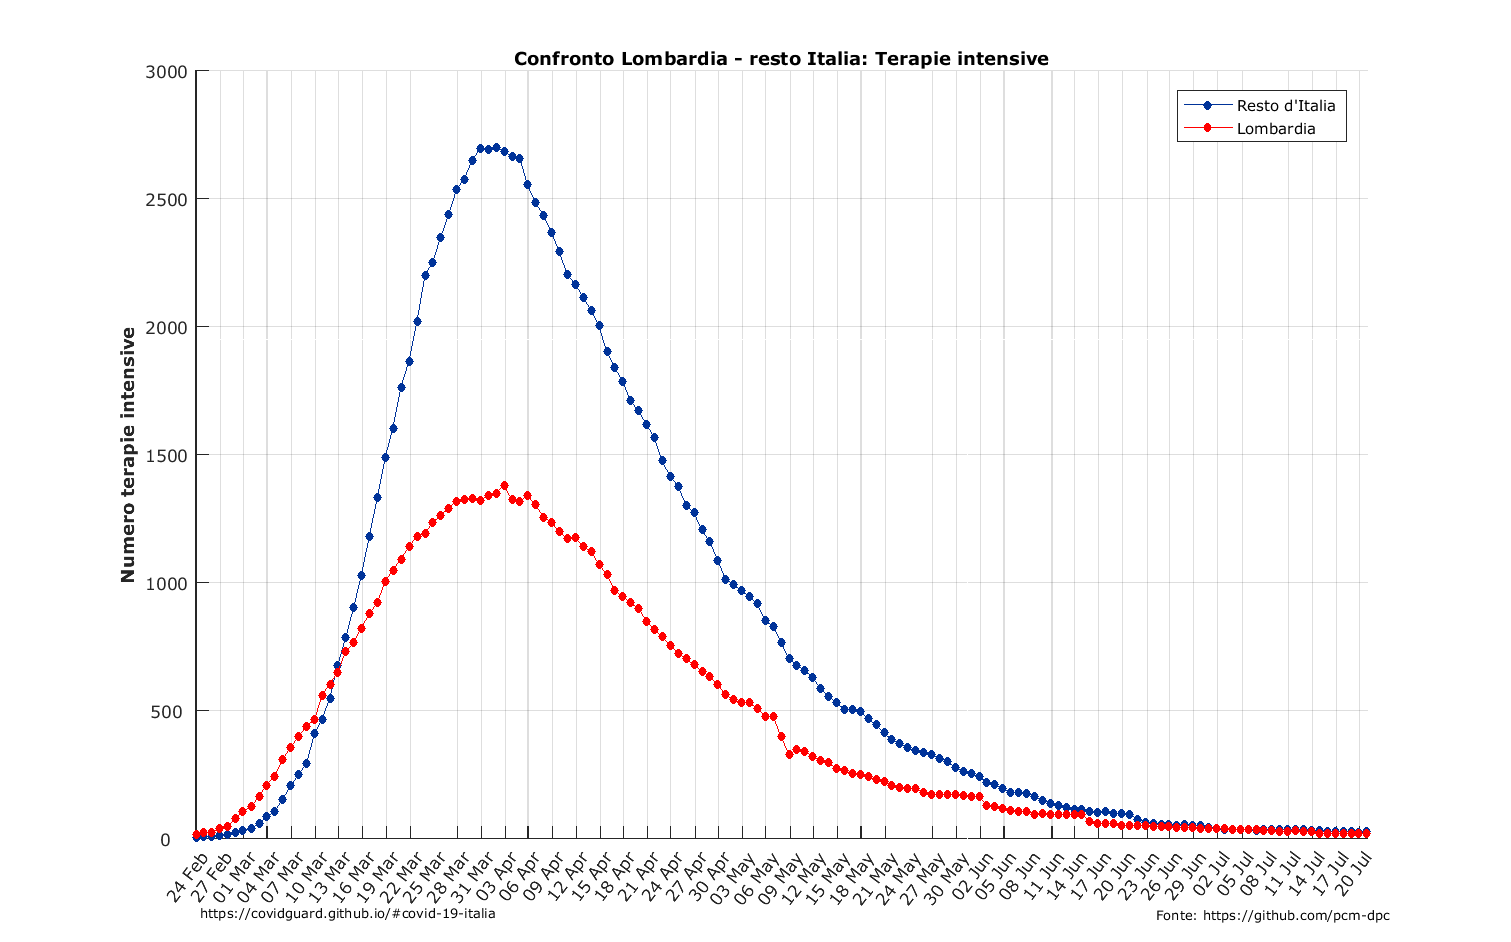 Confronto Lombardia - resto Italia: Terapie intensive
3000
2500
2000
1500
1000
500
0
Numero terapie intensive
Resto d'Italia
Lombardia
24 Feb
27 Feb
01 Mar
04 Mar
07 Mar
10 Mar
13 Mar
16 Mar
19 Mar
22 Mar
25 Mar
28 Mar
31 Mar
03 Apr
06 Apr
09 Apr
12 Apr
15 Apr
18 Apr
21 Apr
24 Apr
27 Apr
30 Apr
03 May
06 May
09 May
12 May
15 May
18 May
21 May
24 May
27 May
30 May
02 Jun
05 Jun
08 Jun
11 Jun
14 Jun
17 Jun
20 Jun
23 Jun
26 Jun
29 Jun
02 Jul
05 Jul
08 Jul
11 Jul
14 Jul
17 Jul
20 Jul
https://covidguard.github.io/#covid-19-italia
Fonte: https://github.com/pcm-dpc